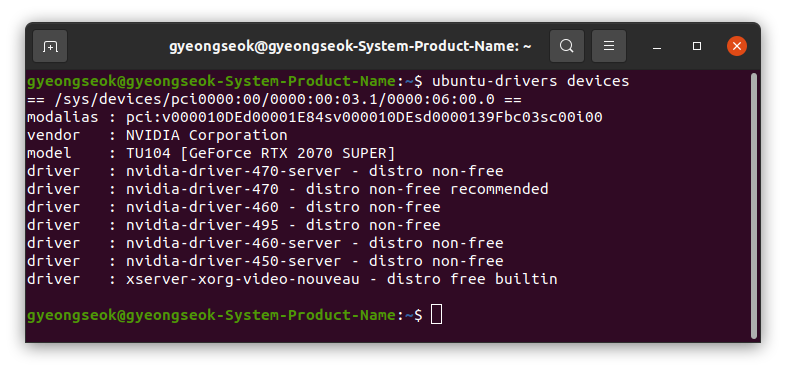 gyeongseok@gyeongseok-System-Product-Name: ~
gyeongseok@gyeongseok-System-Product-Name:~$ ubuntu-drivers devices
== /sys/devices/pci0000:00/0000:00:03.1/0000:06:00.0 ==
modalias : pci:v000010DEd00001E84sv000010DEsd0000139Fbc03sc00i00
vendor   : NVIDIA Corporation
model    : TU104 [GeForce RTX 2070 SUPER]
driver   : nvidia-driver-470-server - distro non-free
driver   : nvidia-driver-470 - distro non-free recommended
driver   : nvidia-driver-460 - distro non-free
driver   : nvidia-driver-495 - distro non-free
driver   : nvidia-driver-460-server - distro non-free
driver   : nvidia-driver-450-server - distro non-free
driver   : xserver-xorg-video-nouveau - distro free builtin
gyeongseok@gyeongseok-System-Product-Name:~$